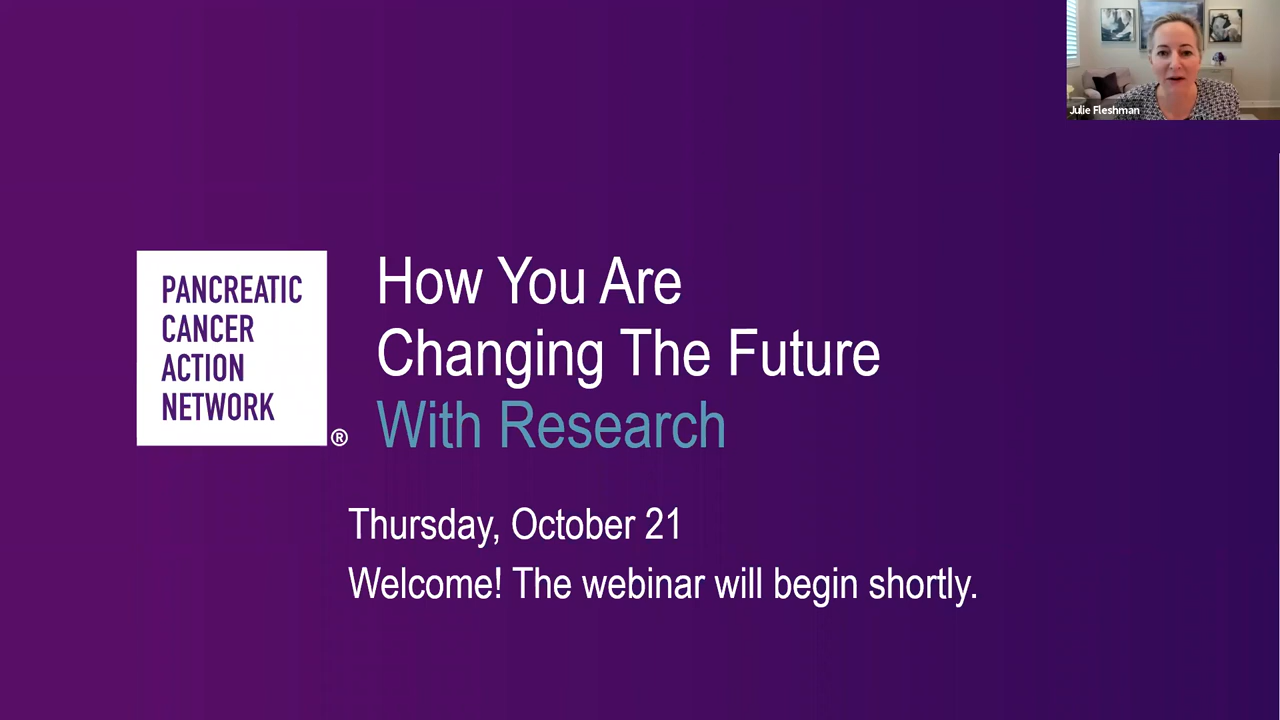 Julie Fleshman
PANCREATIC
CANCER
ACTION
NETWORK
®
How You Are
Changing The Future
With Research
Thursday, October 21
Welcome! The webinar will begin shortly.